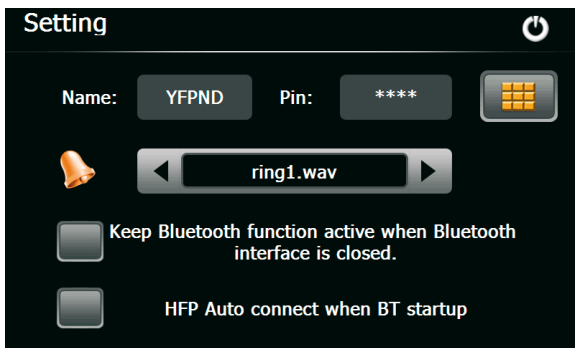 Setting
Name: YFPND Pin: ****
ring1.wav
Keep Bluetooth function active when Bluetooth
interface is closed.
HFP Auto connect when BT startup